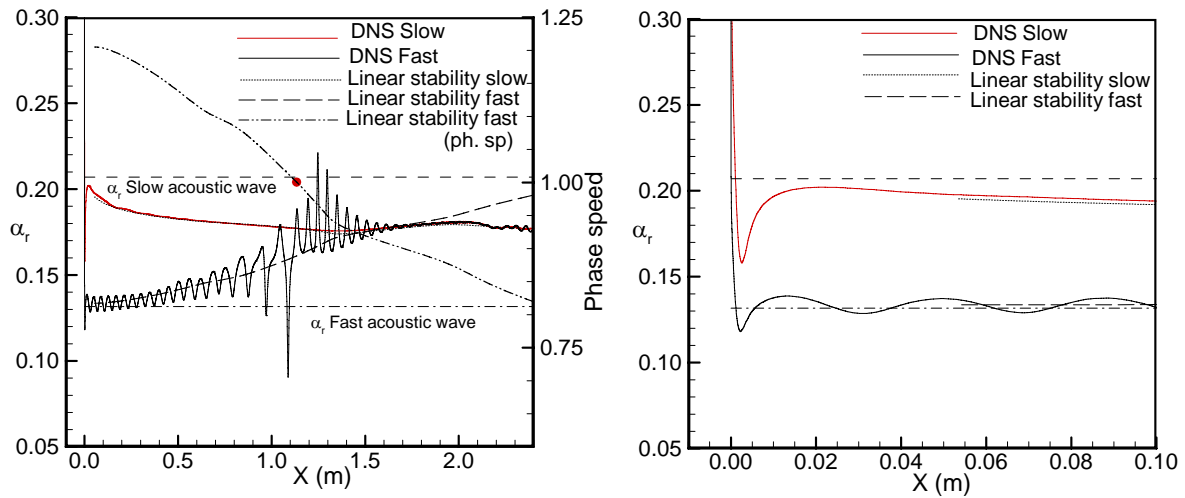 0.30
0.25
0.20
0.15
0.10
0.05
α_r
0.0
0.5
1.0
1.5
2.0
X (m)
1.25
1.00
0.75
Phase speed
DNS Slow
DNS Fast
Linear stability slow
Linear stability fast
Linear stability fast
(ph. sp)
α_r Slow acoustic wave
α_r Fast acoustic wave
0.30
0.25
0.20
0.15
0.10
0.05
α_r
0.00
0.02
0.04
0.06
0.08
0.10
X (m)
DNS Slow
DNS Fast
Linear stability slow
Linear stability fast